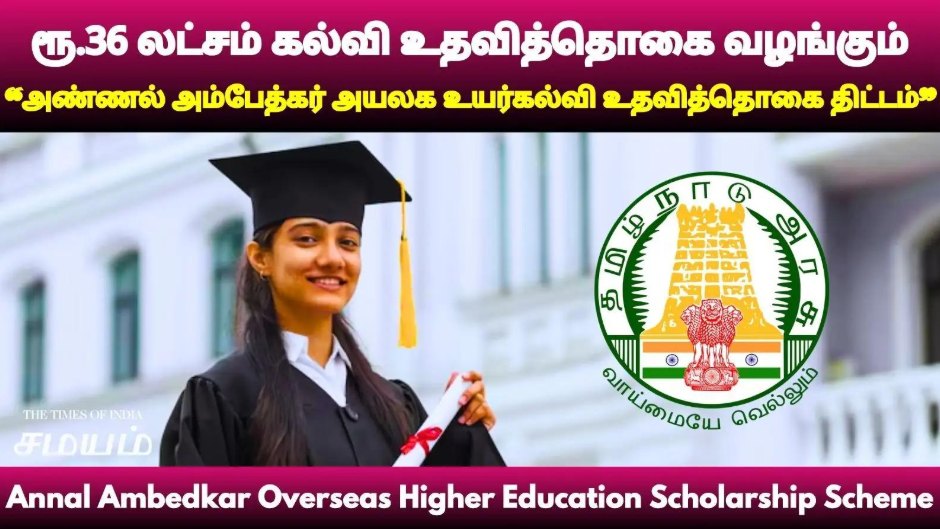 ரூ.36 லட்சம் கல்வி உதவித்தொகை வழங்கும்
“அண்ணல் அம்பேத்கர் அயலக உயர்கல்வி உதவித்தொகை திட்டம்”
தமிழ்நாடு அரசு
வாய்மையே வெல்லும்
THE TIMES OF INDIA
சமயம்
Annal Ambedkar Overseas Higher Education Scholarship Scheme